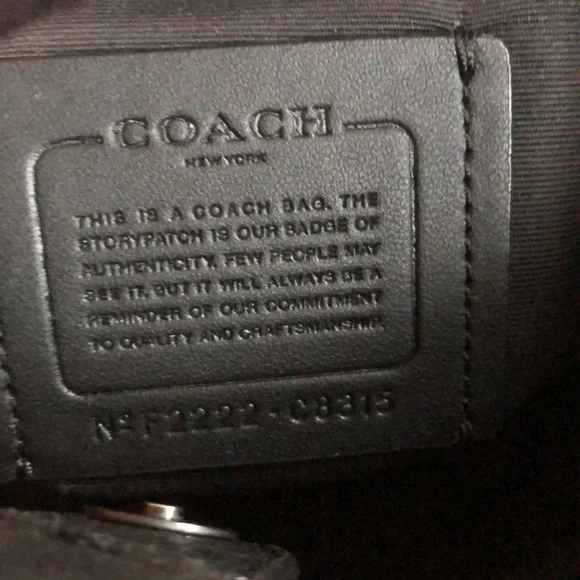 COACH
NEW YORK
THIS IS A COACH BAG. THE
STORYPATCH IS OUR BADGE OF
AUTHENTICITY. FEW PEOPLE MAY
SEE IT. BUT IT WILL ALWAYS BE A
REMINDER OF OUR COMMITMENT
TO QUALITY AND CRAFTSMANSHIP.
Nº F2222-C8315